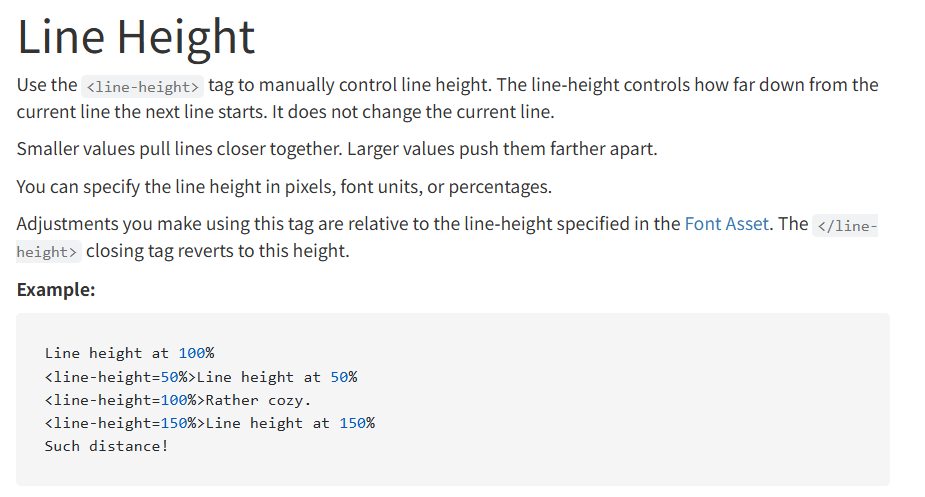 Line Height
Use the <line-height> tag to manually control line height. The line-height controls how far down from the
current line the next line starts. It does not change the current line.
Smaller values pull lines closer together. Larger values push them farther apart.
You can specify the line height in pixels, font units, or percentages.
Adjustments you make using this tag are relative to the line-height specified in the Font Asset. The </line-
height> closing tag reverts to this height.
Example:
Line height at 100%
<line-height=50%>Line height at 50%
<line-height=100%>Rather cozy.
<line-height=150%>Line height at 150%
Such distance!